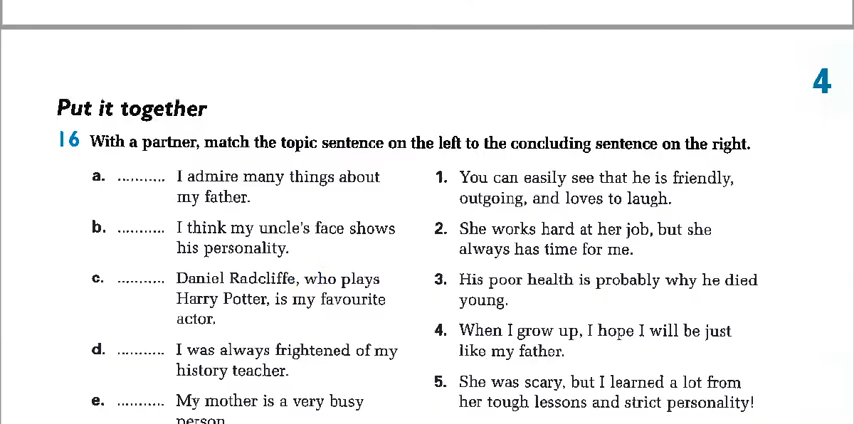 4
Put it together
16 With a partner, match the topic sentence on the left to the concluding sentence on the right.
a. ........... I admire many things about
my father.
b. ........... I think my uncle's face shows
his personality.
c. ........... Daniel Radcliffe, who plays
Harry Potter, is my favourite
actor.
d. ........... I was always frightened of my
history teacher.
e. ........... My mother is a very busy
person.
1. You can easily see that he is friendly,
outgoing, and loves to laugh.
2. She works hard at her job, but she
always has time for me.
3. His poor health is probably why he died
young.
4. When I grow up, I hope I will be just
like my father.
5. She was scary, but I learned a lot from
her tough lessons and strict personality!